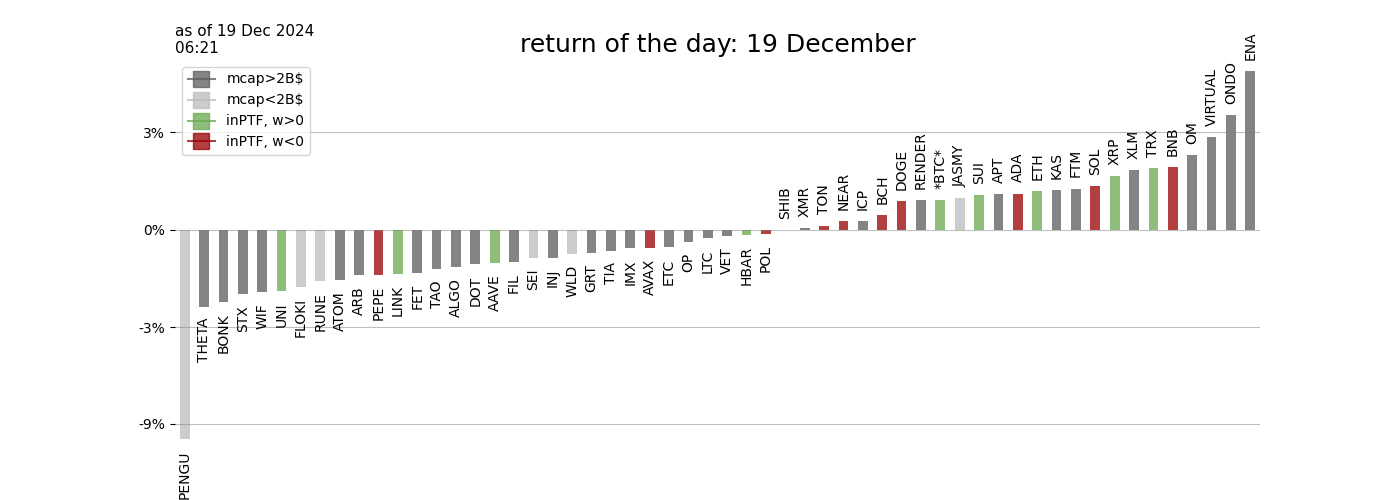 as of 19 Dec 2024
06:21
return of the day: 19 December
mcap>2B$
mcap<2B$
inPTF, w>0
inPTF, w<0
3%
0%
-3%
-9%
PENGU
THETA
BONK
STX
WIF
UNI
FLOKI
RUNE
ATOM
ARB
PEPE
LINK
FET
TAO
ALGO
DOT
AAVE
FIL
SEI
INJ
WLD
GRT
TIA
IMX
AVAX
ETC
OP
LTC
VET
HBAR
POL
SHIB
XMR
TON
NEAR
ICP
BCH
DOGE
RENDER
*BTC*
JASMY
SUI
APT
ADA
ETH
KAS
FTM
SOL
XRP
XLM
TRX
BNB
OM
VIRTUAL
ONDO
ENA